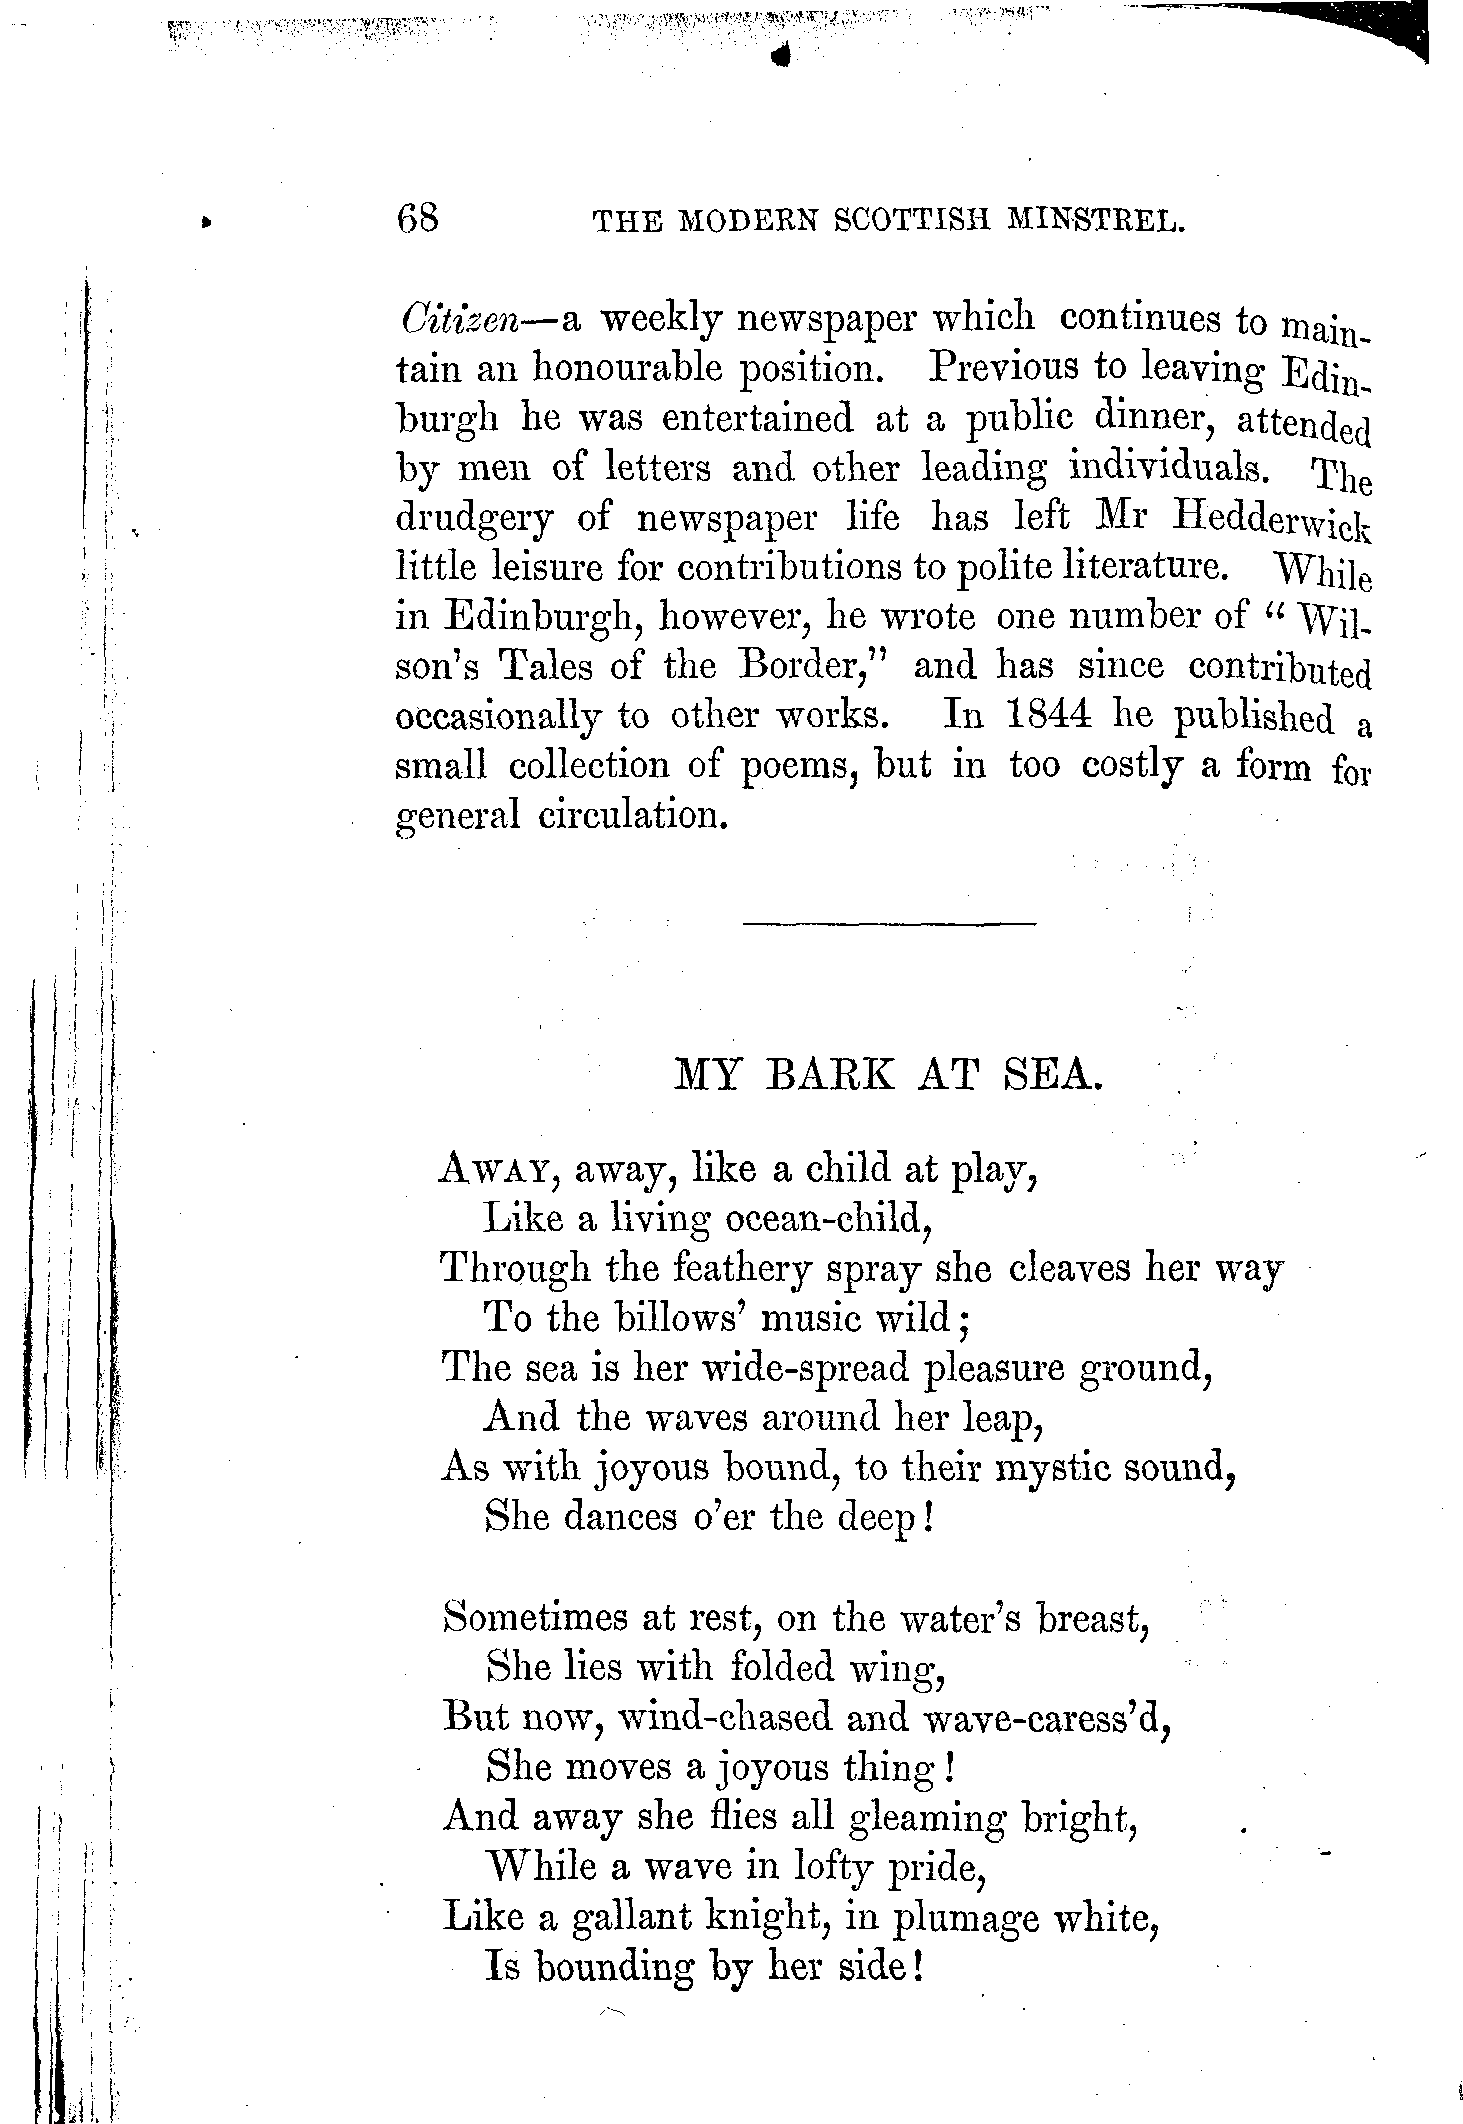 68 THE MODERN SCOTTISH MINSTREL.
Citizen—a weekly newspaper which continues to main-
tain an honourable position. Previous to leaving Edin-
burgh he was entertained at a public dinner, attended
by men of letters and other leading individuals. The
drudgery of newspaper life has left Mr Hedderwick
little leisure for contributions to polite literature. While
in Edinburgh, however, he wrote one number of “ Wil-
son’s Tales of the Border,” and has since contributed
occasionally to other works. In 1844 he published a
small collection of poems, but in too costly a form for
general circulation.
MY BARK AT SEA.
AWAY, away, like a child at play,
Like a living ocean-child,
Through the feathery spray she cleaves her way
To the billows’ music wild;
The sea is her wide-spread pleasure ground,
And the waves around her leap,
As with joyous bound, to their mystic sound,
She dances o’er the deep!
Sometimes at rest, on the water’s breast,
She lies with folded wing,
But now, wind-chased and wave-caress’d,
She moves a joyous thing!
And away she flies all gleaming bright,
While a wave in lofty pride,
Like a gallant knight, in plumage white,
Is bounding by her side!